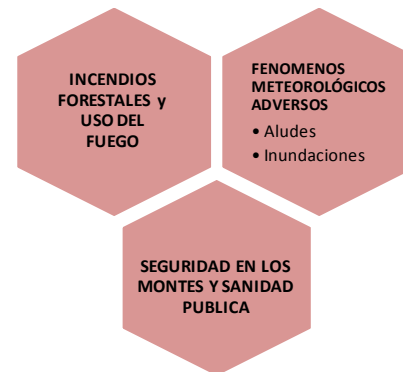 INCENDIOS
FORESTALES y
USO DEL
FUEGO
FENOMENOS
METEOROLÓGICOS
ADVERSOS
• Aludes
• Inundaciones
SEGURIDAD EN LOS
MONTES Y SANIDAD
PUBLICA